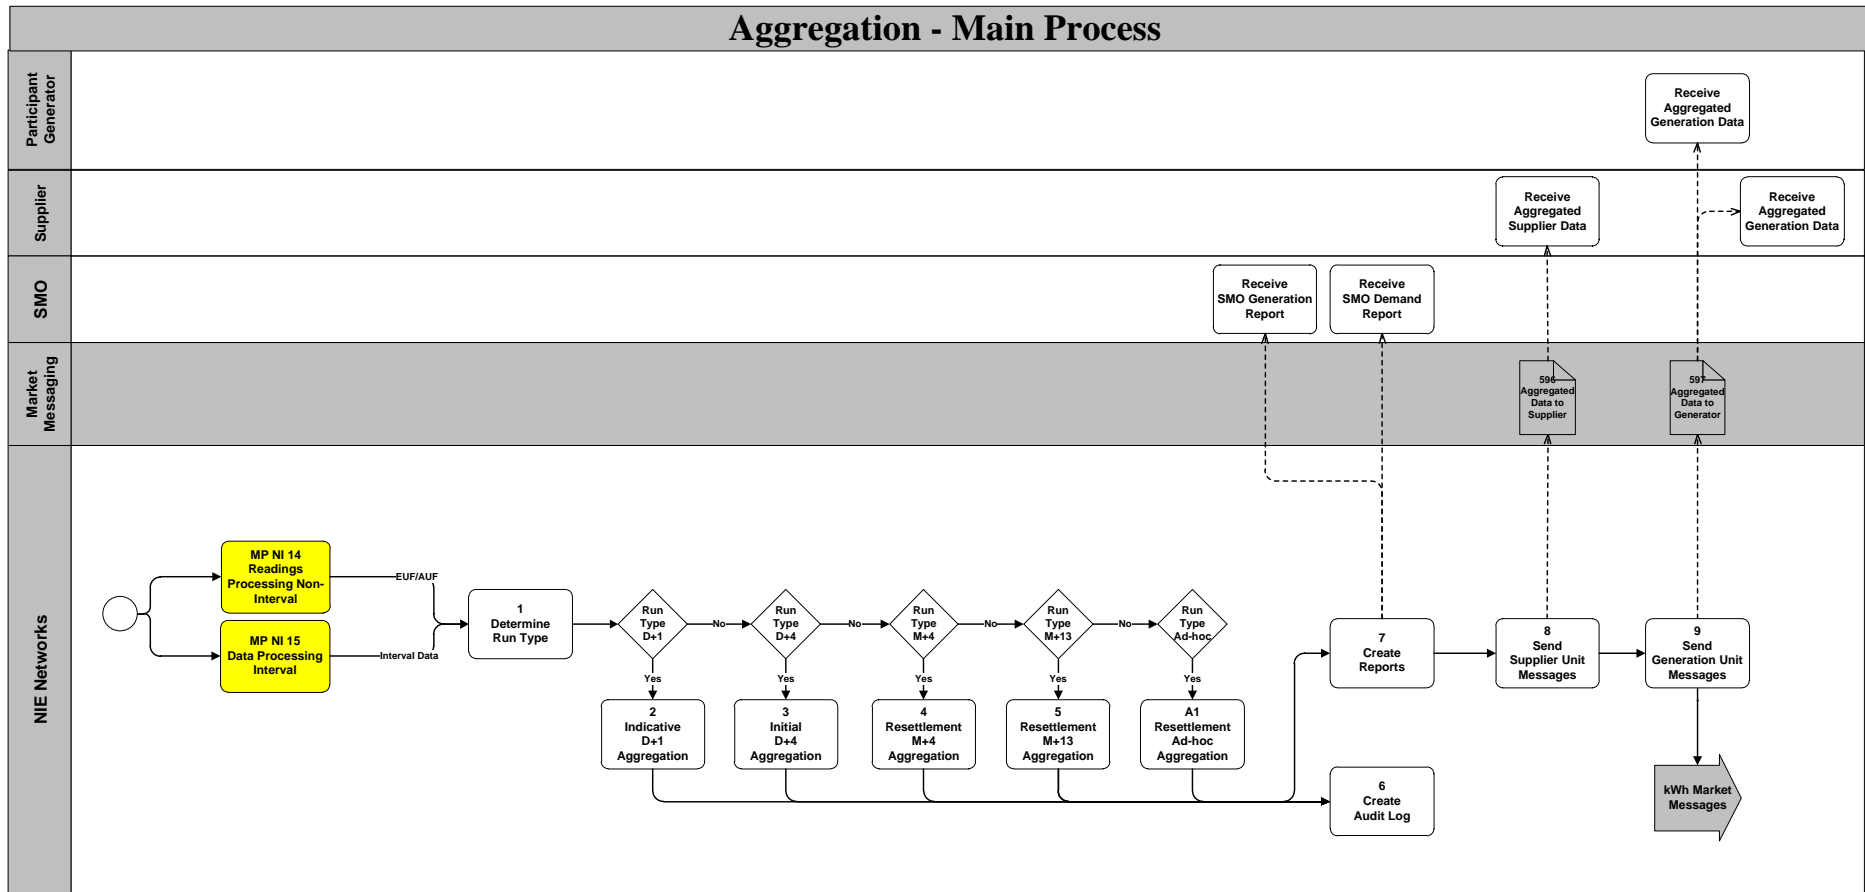 Aggregation - Main Process
Participant
Generator
Receive
Aggregated
Generation Data
Supplier
Receive
Aggregated
Supplier Data
Receive
Aggregated
Generation Data
SMO
Receive
SMO Generation
Report
Receive
SMO Demand
Report
Market
Messaging
596
Aggregated
Data to
Supplier
597
Aggregated
Data to
Generator
NIE Networks
MP NI 14
Readings
Processing Non-
Interval
EUF/AUF
MP NI 15
Data Processing
Interval
Interval Data
1
Determine
Run Type
Run
Type
D+1
No
Run
Type
D+4
No
Run
Type
M+4
No
Run
Type
M+13
No
Run
Type
Ad-hoc
Yes
Yes
Yes
Yes
Yes
2
Indicative
D+1
Aggregation
3
Initial
D+4
Aggregation
4
Resettlement
M+4
Aggregation
5
Resettlement
M+13
Aggregation
A1
Resettlement
Ad-hoc
Aggregation
7
Create
Reports
8
Send
Supplier Unit
Messages
9
Send
Generation Unit
Messages
6
Create
Audit Log
kWh Market
Messages